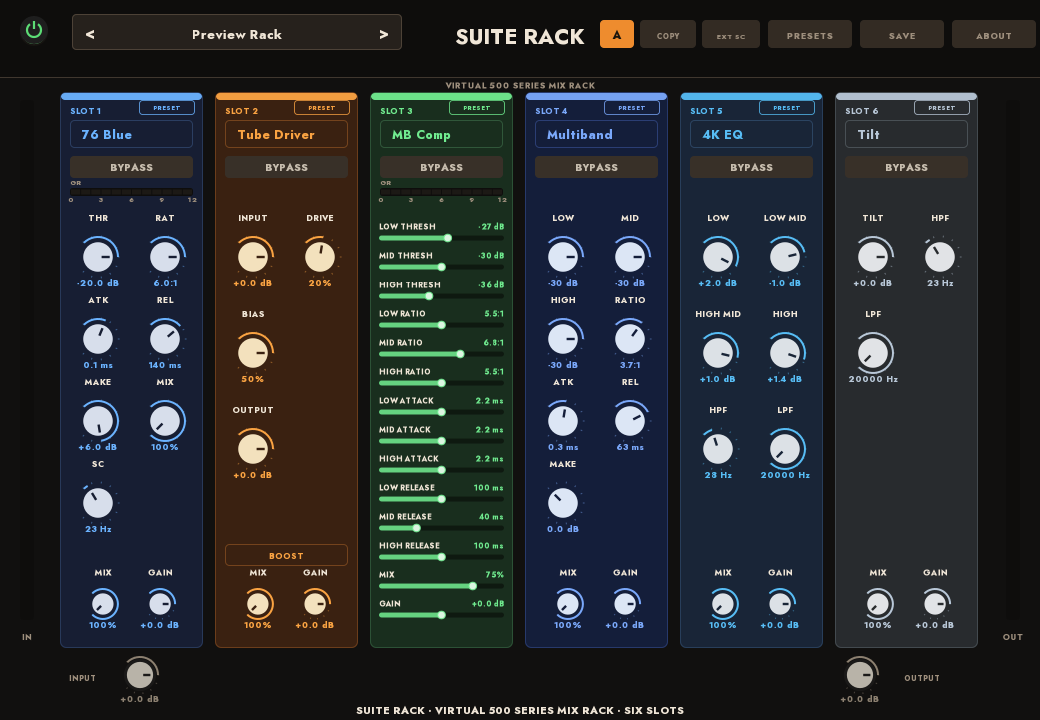 < Preview Rack >
SUITE RACK
A COPY EXT SC PRESETS SAVE ABOUT
VIRTUAL 500 SERIES MIX RACK
SLOT 1 PRESET
76 Blue
BYPASS
GR
0 3 6 9 12
THR RAT
-20.0 dB 6.0:1
ATK REL
0.1 ms 140 ms
MAKE MIX
+6.0 dB 100%
SC
23 Hz
MIX GAIN
100% +0.0 dB
SLOT 2 PRESET
Tube Driver
BYPASS
INPUT DRIVE
+0.0 dB 20%
BIAS
50%
OUTPUT
+0.0 dB
BOOST
MIX GAIN
100% +0.0 dB
SLOT 3 PRESET
MB Comp
BYPASS
GR
0 3 6 9 12
LOW THRESH -27 dB
MID THRESH -30 dB
HIGH THRESH -36 dB
LOW RATIO 5.5:1
MID RATIO 6.8:1
HIGH RATIO 5.5:1
LOW ATTACK 2.2 ms
MID ATTACK 2.2 ms
HIGH ATTACK 2.2 ms
LOW RELEASE 100 ms
MID RELEASE 40 ms
HIGH RELEASE 100 ms
MIX 75%
GAIN +0.0 dB
SLOT 4 PRESET
Multiband
BYPASS
LOW MID
-30 dB -30 dB
HIGH RATIO
-30 dB 3.7:1
ATK REL
0.3 ms 63 ms
MAKE
0.0 dB
MIX GAIN
100% +0.0 dB
SLOT 5 PRESET
4K EQ
BYPASS
LOW LOW MID
+2.0 dB -1.0 dB
HIGH MID HIGH
+1.0 dB +1.4 dB
HPF LPF
28 Hz 20000 Hz
MIX GAIN
100% +0.0 dB
SLOT 6 PRESET
Tilt
BYPASS
TILT HPF
+0.0 dB 23 Hz
LPF
20000 Hz
MIX GAIN
100% +0.0 dB
IN OUT
INPUT +0.0 dB
+0.0 dB OUTPUT
SUITE RACK · VIRTUAL 500 SERIES MIX RACK · SIX SLOTS